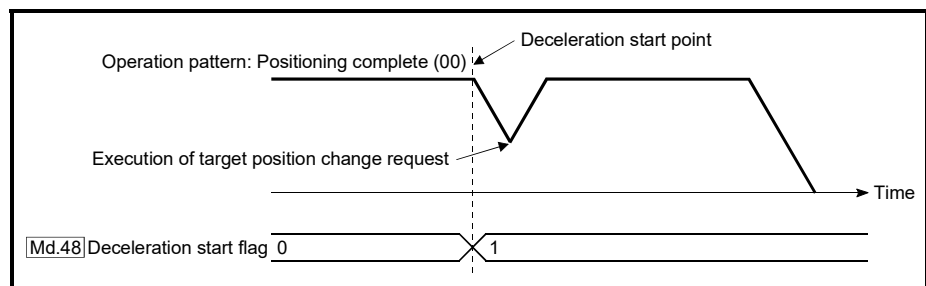 Deceleration start point
Operation pattern: Positioning complete (00)
Execution of target position change request
Time
Md.48 Deceleration start flag 0 1